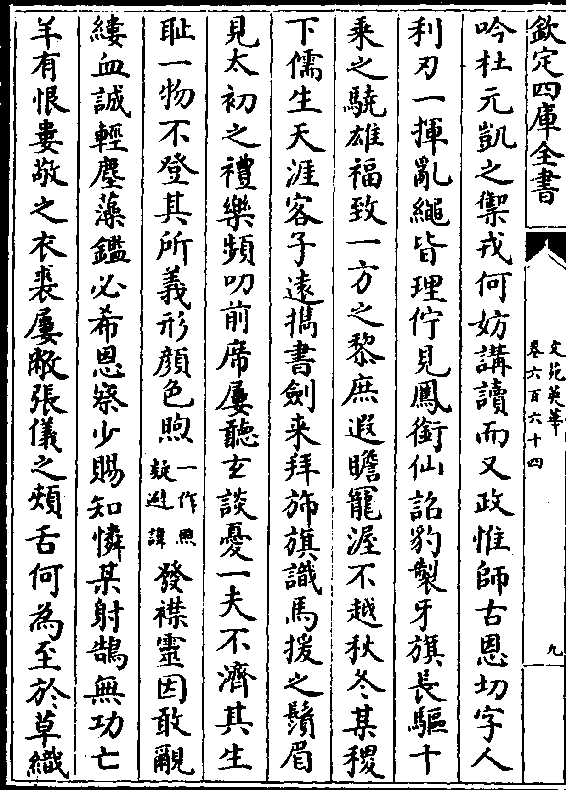 欽定四庫全書
文苑英華
卷六百六十四
九
吟杜元凱之禦戎何妨講讀而又政惟師古恩切字人
利刃一揮亂繩皆理佇見鳳銜仙詔豹製牙旗長驅十
乘之驍雄福致一方之黎庶遐瞻寵渥不越秋冬某稷
下儒生天涯客子遠攜書劍来拜斾旗識馬援之鬚眉
見太初之禮樂頻叨前席屢聽玄談憂一夫不濟其生
恥一物不登其所義形顔色煦一作照疑避諱發襟靈因敢覼
縷血誠輕塵藻鑑必希恩察少賜知憐某射鵠無功亡
羊有恨婁敬之衣裘屢敝張儀之頰舌何為至於草織